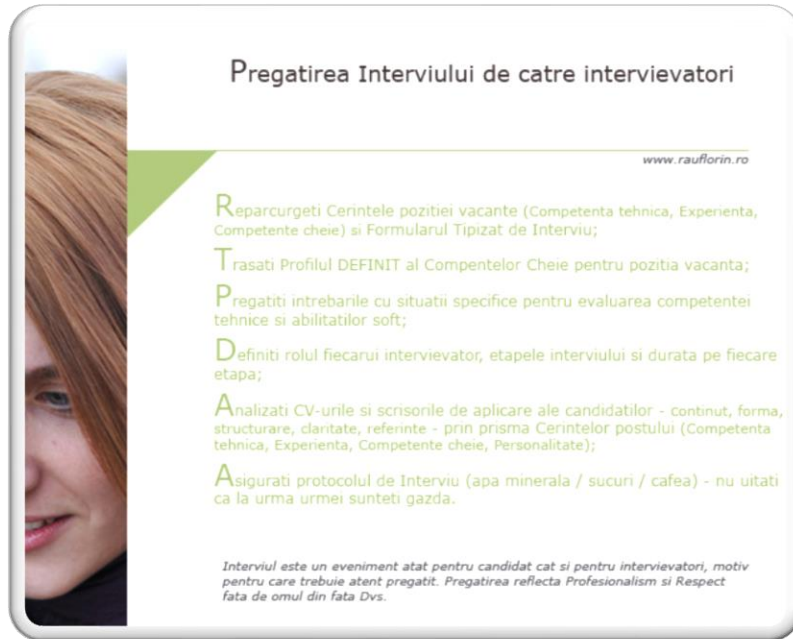 Pregatirea Interviului de catre intervievatori
www.rauflorin.ro
Reparcurgeti Cerintele pozitiei vacante (Competenta tehnica, Experienta,
Competente cheie) si Formularul Tipizat de Interviu;
Trasati Profilul DEFINIT al Compentelor Cheie pentru pozitia vacanta;
Pregatiti intrebarile cu situatii specifice pentru evaluarea competentei
tehnice si abilitatilor soft;
Definiti rolul fiecarui intervievator, etapele interviului si durata pe fiecare
etapa;
Analizati CV-urile si scrisorile de aplicare ale candidatilor - continut, forma,
structurare, claritate, referinte - prin prisma Cerintelor postului (Competenta
tehnica, Experienta, Competente cheie, Personalitate);
Asigurati protocolul de Interviu (apa minerala / sucuri / cafea) - nu uitati
ca la urma urmei sunteti gazda.
Interviul este un eveniment atat pentru candidat cat si pentru intervievatori, motiv
pentru care trebuie atent pregatit. Pregatirea reflecta Profesionalism si Respect
fata de omul din fata Dvs.